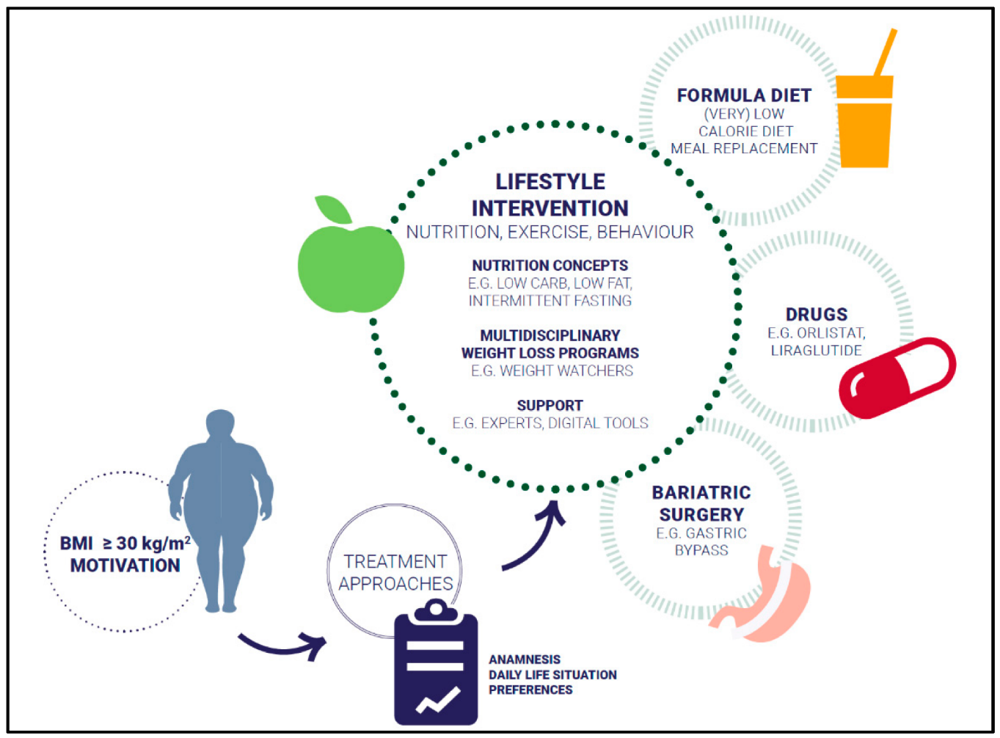 FORMULA DIET
(VERY) LOW
CALORIE DIET
MEAL REPLACEMENT
LIFESTYLE
INTERVENTION
NUTRITION, EXERCISE, BEHAVIOUR
NUTRITION CONCEPTS
E.G. LOW CARB, LOW FAT,
INTERMITTENT FASTING
MULTIDISCIPLINARY
WEIGHT LOSS PROGRAMS
E.G. WEIGHT WATCHERS
SUPPORT
E.G. EXPERTS, DIGITAL TOOLS
DRUGS
E.G. ORLISTAT,
LIRAGLUTIDE
BARIATRIC
SURGERY
E.G. GASTRIC
BYPASS
BMI ≥ 30 kg/m²
MOTIVATION
TREATMENT
APPROACHES
ANAMNESIS
DAILY LIFE SITUATION
PREFERENCES